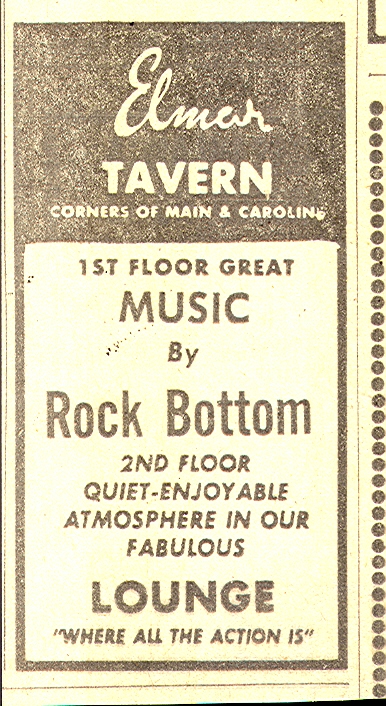 Elmar
TAVERN
CORNERS OF MAIN & CAROLINE
1ST FLOOR GREAT
MUSIC
By
Rock Bottom
2ND FLOOR
QUIET-ENJOYABLE
ATMOSPHERE IN OUR
FABULOUS
LOUNGE
"WHERE ALL THE ACTION IS"